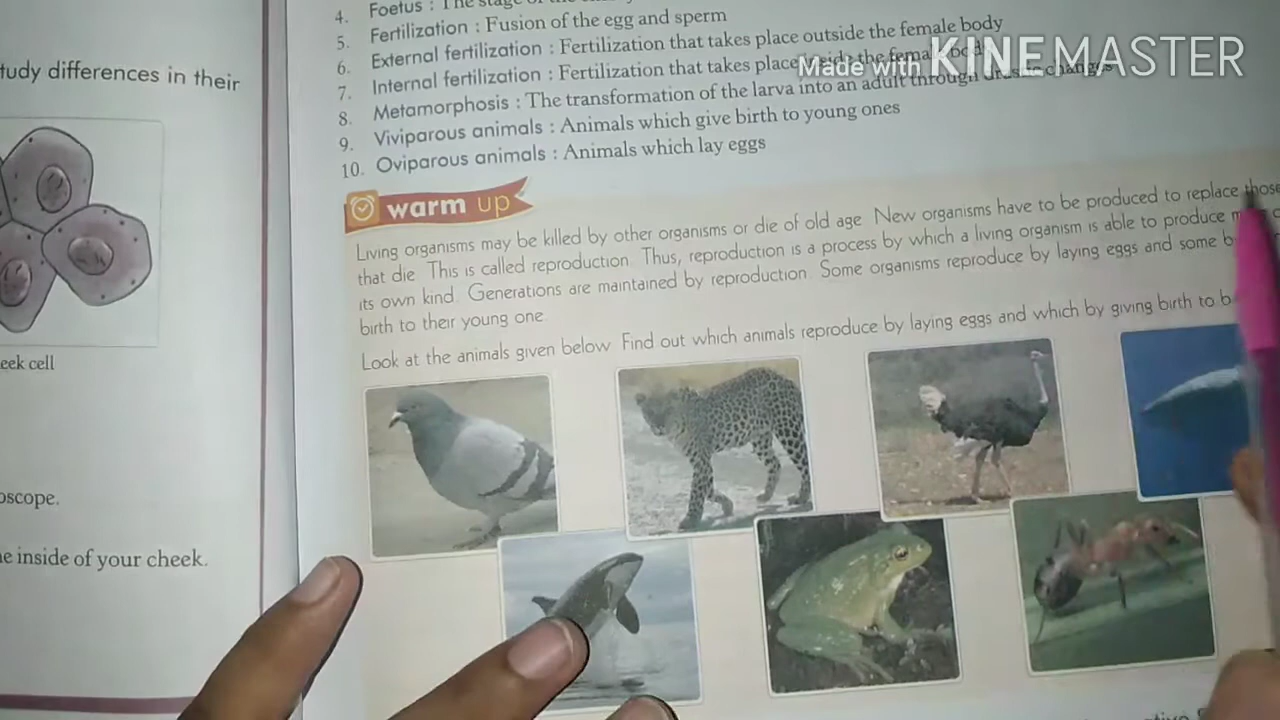 tudy differences in their
eek cell
oscope.
e inside of your cheek.
4. Foetus : The stage of the
5. Fertilization : Fusion of the egg and sperm
6. External fertilization : Fertilization that takes place outside the female body
7. Internal fertilization : Fertilization that takes place inside the female body
8. Metamorphosis : The transformation of the larva into an adult through drastic changes
9. Viviparous animals : Animals which give birth to young ones
10. Oviparous animals : Animals which lay eggs
Made with KINEMASTER
warm up
Living organisms may be killed by other organisms or die of old age. New organisms have to be produced to replace those
that die. This is called reproduction. Thus, reproduction is a process by which a living organism is able to produce
its own kind. Generations are maintained by reproduction. Some organisms reproduce by laying eggs and some
birth to their young one.
Look at the animals given below. Find out which animals reproduce by laying eggs and which by giving birth to